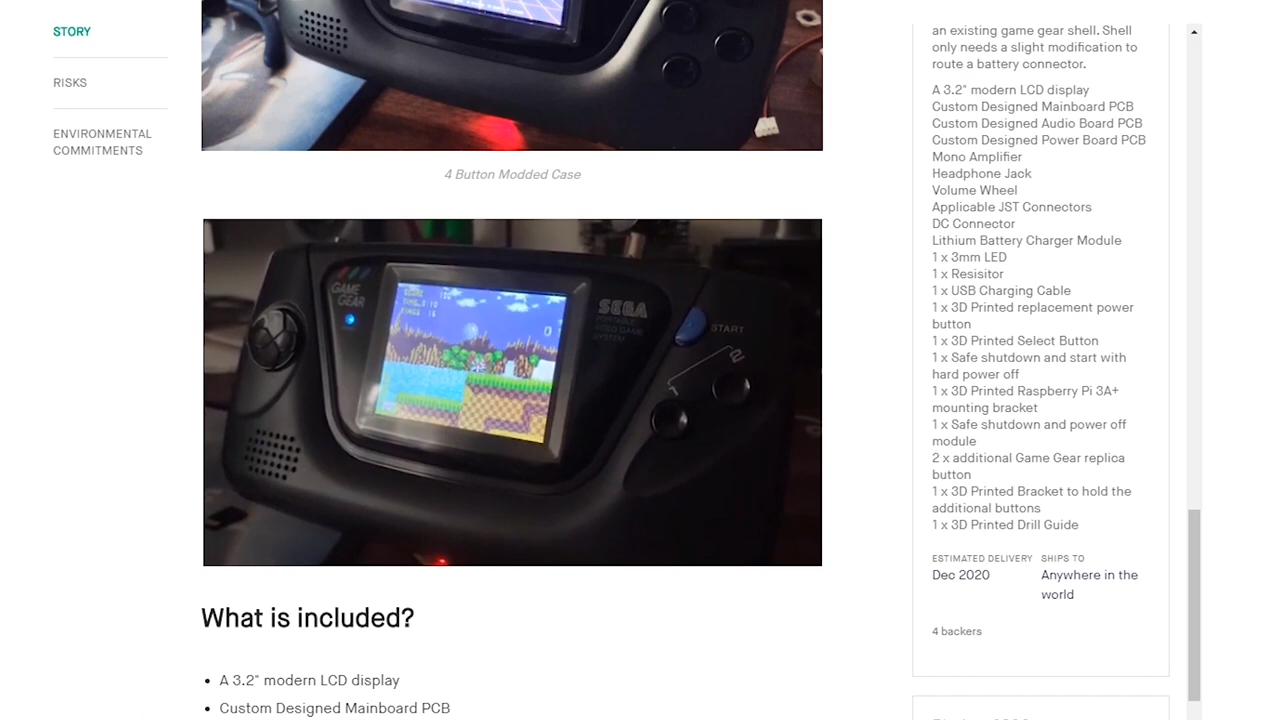 STORY
RISKS
ENVIRONMENTAL
COMMITMENTS
4 Button Modded Case
GAME
GEAR
SEGA
PORTABLE
VIDEO GAME
SYSTEM
START
2
1
What is included?
A 3.2" modern LCD display
Custom Designed Mainboard PCB
an existing game gear shell. Shell
only needs a slight modification to
route a battery connector.
A 3.2" modern LCD display
Custom Designed Mainboard PCB
Custom Designed Audio Board PCB
Custom Designed Power Board PCB
Mono Amplifier
Headphone Jack
Volume Wheel
Applicable JST Connectors
DC Connector
Lithium Battery Charger Module
1 x 3mm LED
1 x Resisitor
1 x USB Charging Cable
1 x 3D Printed replacement power
button
1 x 3D Printed Select Button
1 x Safe shutdown and start with
hard power off
1 x 3D Printed Raspberry Pi 3A+
mounting bracket
1 x Safe shutdown and power off
module
2 x additional Game Gear replica
button
1 x 3D Printed Bracket to hold the
additional buttons
1 x 3D Printed Drill Guide
ESTIMATED DELIVERY
Dec 2020
SHIPS TO
Anywhere in the
world
4 backers